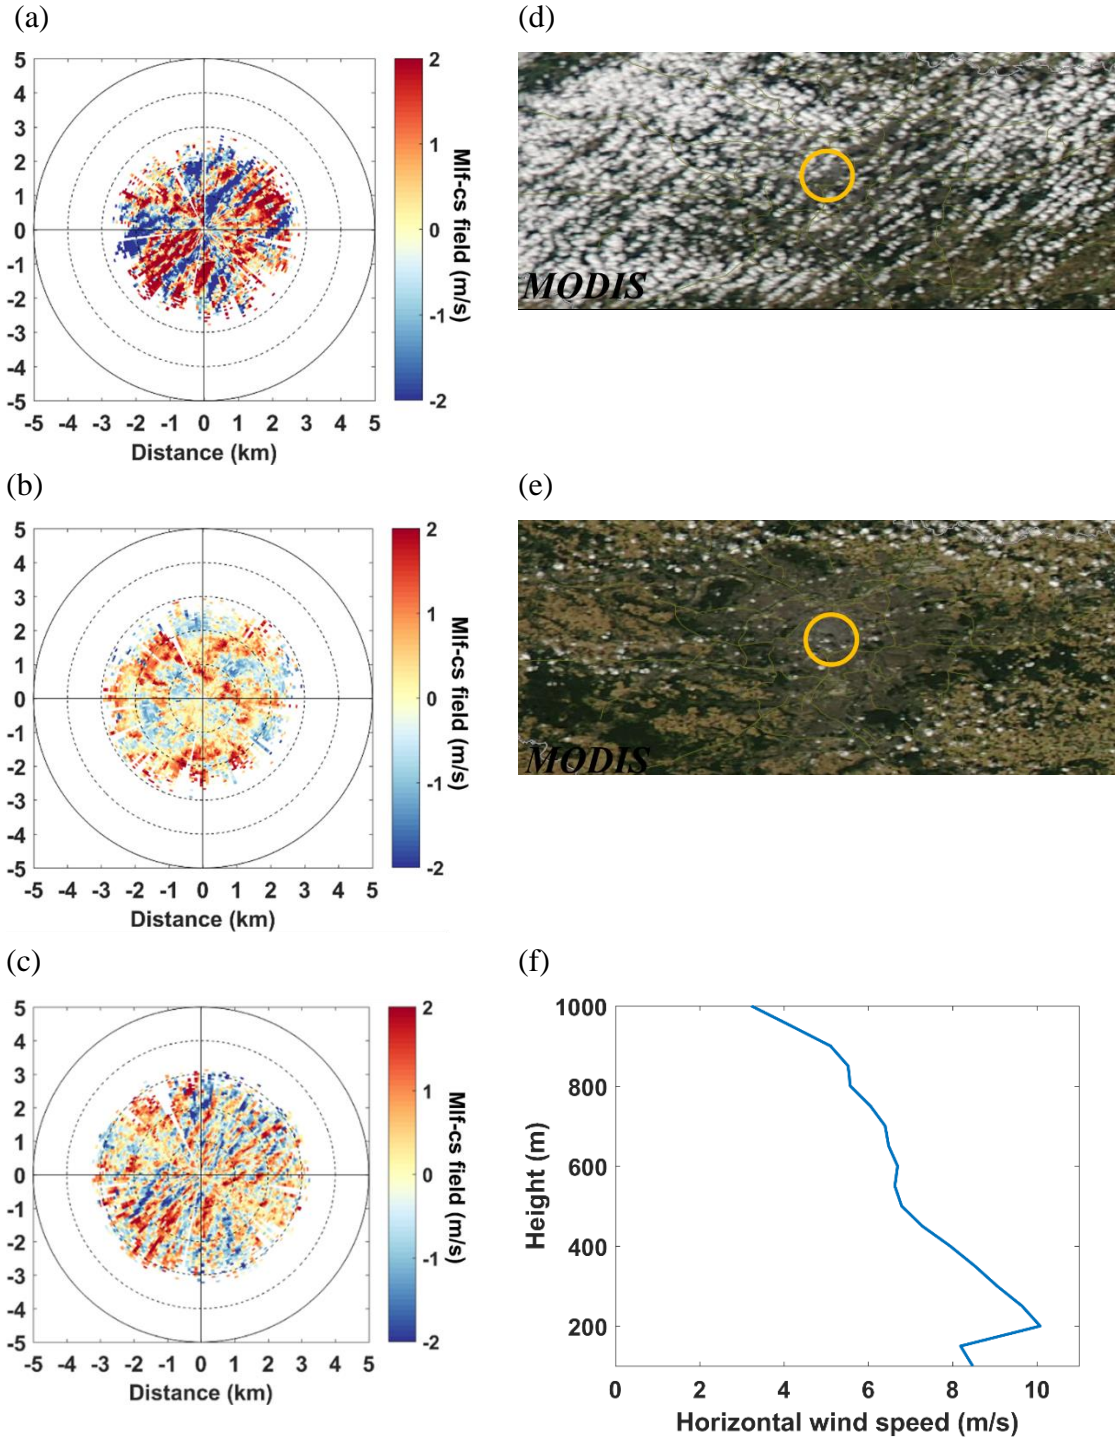 (a)
5
4
3
2
1
0
-1
-2
-3
-4
-5
-5 -4 -3 -2 -1 0 1 2 3 4 5
Distance (km)
2
1
0
-1
-2
Mlf-cs field (m/s)
(d)
MODIS
(b)
5
4
3
2
1
0
-1
-2
-3
-4
-5
-5 -4 -3 -2 -1 0 1 2 3 4 5
Distance (km)
2
1
0
-1
-2
Mlf-cs field (m/s)
(e)
MODIS
(c)
5
4
3
2
1
0
-1
-2
-3
-4
-5
-5 -4 -3 -2 -1 0 1 2 3 4 5
Distance (km)
2
1
0
-1
-2
Mlf-cs field (m/s)
(f)
1000
800
600
400
200
Height (m)
0 2 4 6 8 10
Horizontal wind speed (m/s)